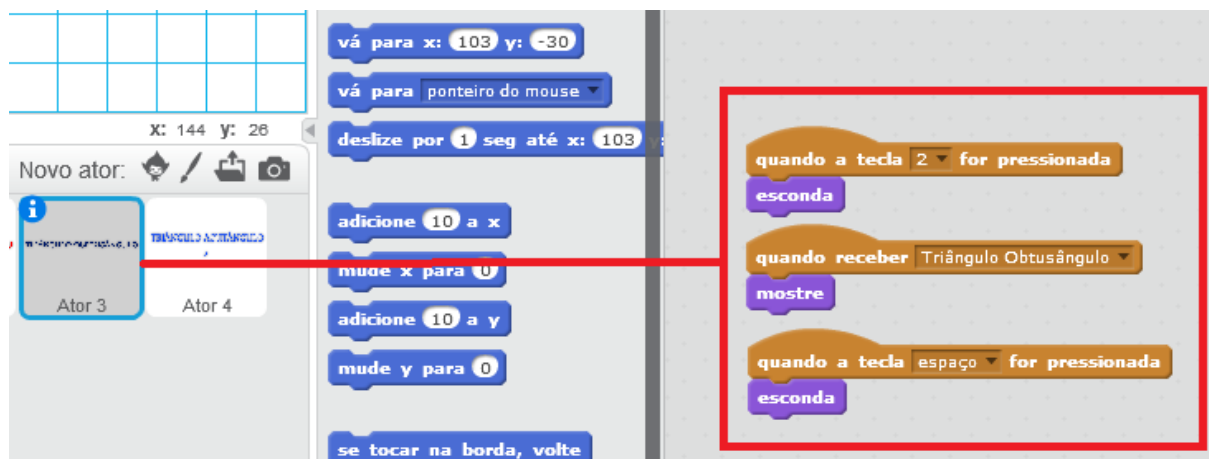 x: 144 y: 26
Novo ator:
Ator 3
TRIÂNGULO ACUTÂNGULO
Ator 4
vá para x: 103 y: -30
vá para ponteiro do mouse
deslize por 1 seg até x: 103 y:
adicione 10 a x
mude x para 0
adicione 10 a y
mude y para 0
se tocar na borda, volte
quando a tecla 2 for pressionada
esconda
quando receber Triângulo Obtusângulo
mostre
quando a tecla espaço for pressionada
esconda